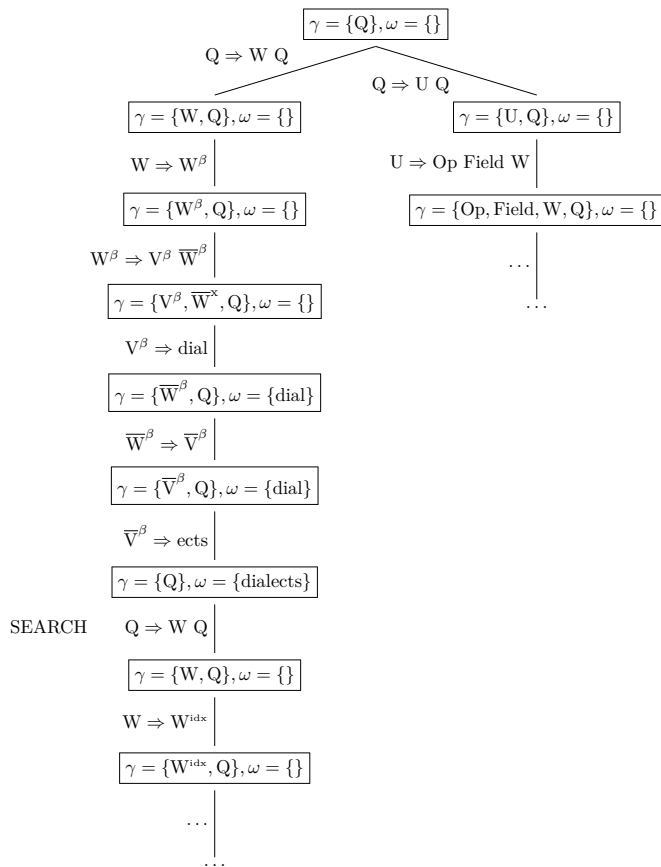 γ = {Q}, ω = {}
Q ⇒ W Q
Q ⇒ U Q
γ = {W, Q}, ω = {}
γ = {U, Q}, ω = {}
W ⇒ W^β
U ⇒ Op Field W
γ = {W^β, Q}, ω = {}
γ = {Op, Field, W, Q}, ω = {}
W^β ⇒ V^β W̅^β
...
γ = {V^β, W̅^x, Q}, ω = {}
...
V^β ⇒ dial
γ = {W̅^β, Q}, ω = {dial}
W̅^β ⇒ V̅^β
γ = {V̅^β, Q}, ω = {dial}
V̅^β ⇒ ects
γ = {Q}, ω = {dialects}
SEARCH Q ⇒ W Q
γ = {W, Q}, ω = {}
W ⇒ W^idx
γ = {W^idx, Q}, ω = {}
...
...